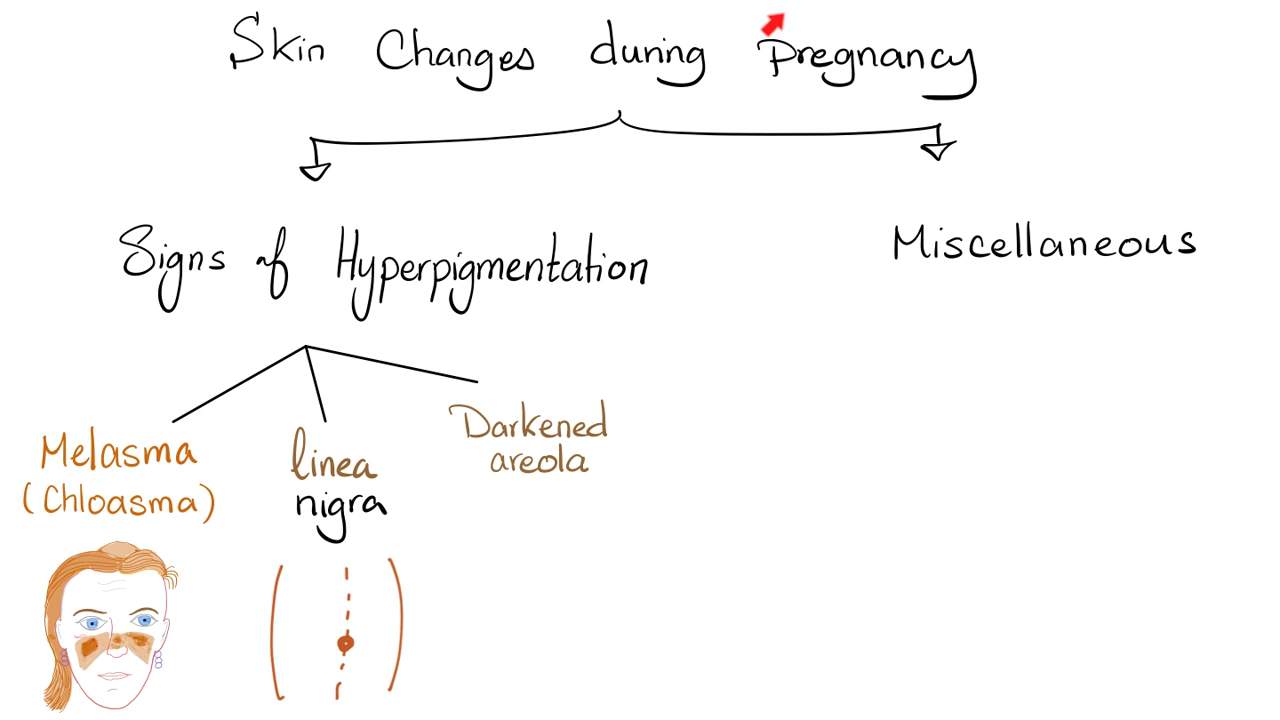 Skin Changes during Pregnancy
Signs of Hyperpigmentation
Miscellaneous
Melasma
(Chloasma)
linea
nigra
Darkened
areola